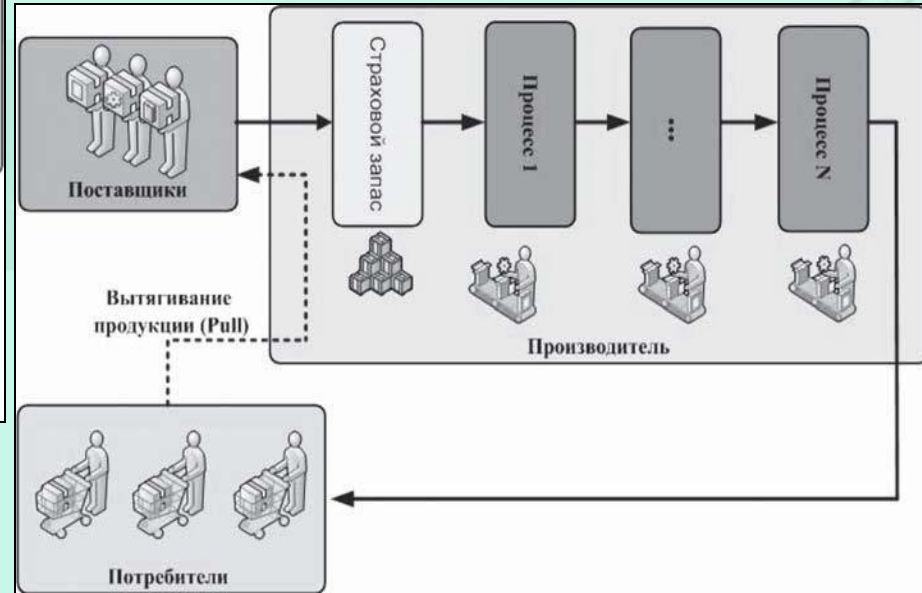 Поставщики
Страховой запас
Процесс 1
...
Процесс N
Производитель
Вытягивание
продукции (Pull)
Потребители